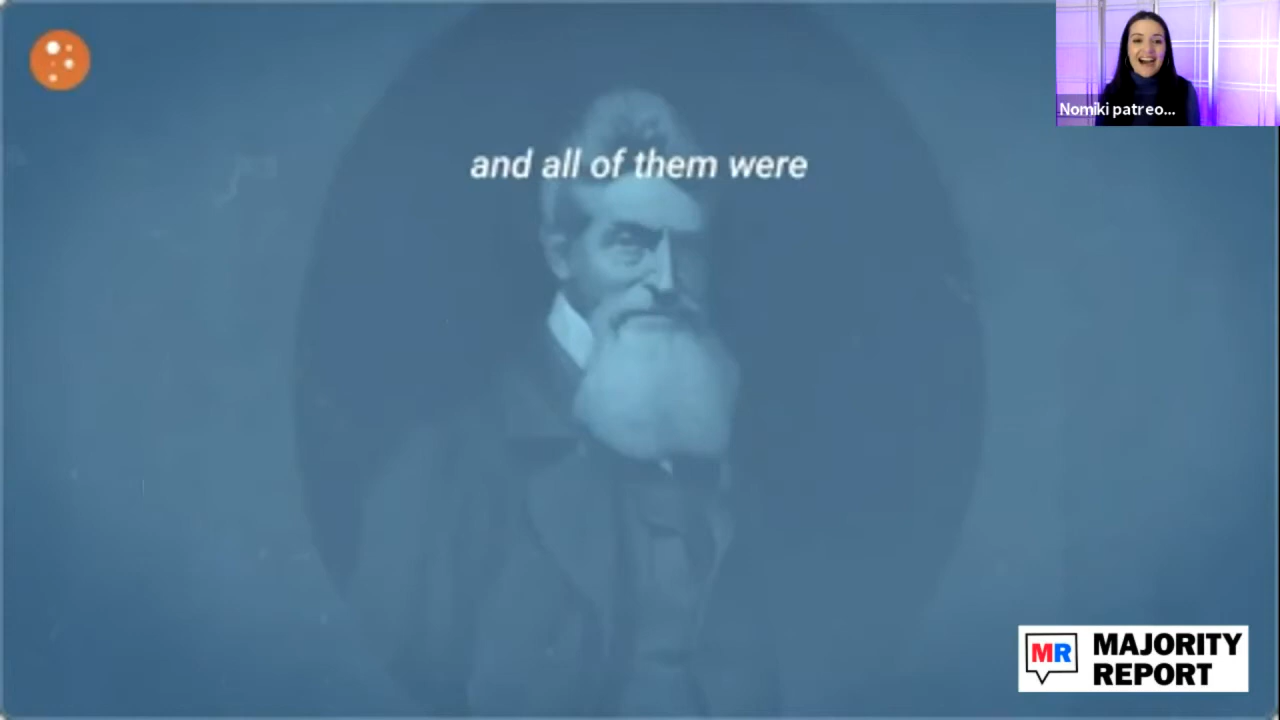 and all of them were
Nomiki patreo...
MR
MAJORITY
REPORT